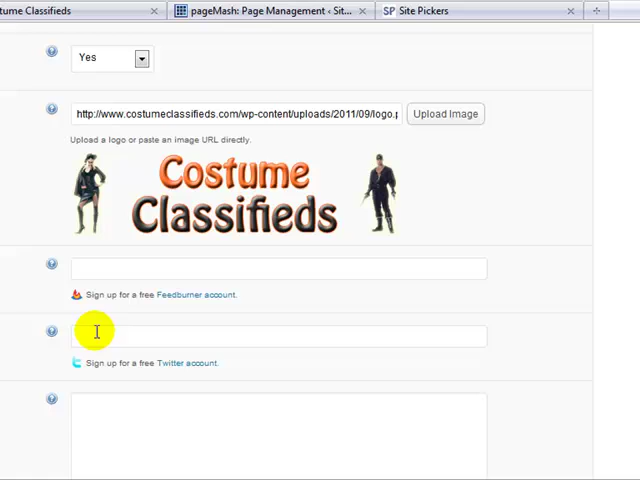 stume Classifieds
pageMash: Page Management ‹ Sit...
SP Site Pickers
Yes
http://www.costumeclassifieds.com/wp-content/uploads/2011/09/logo.p
Upload Image
Upload a logo or paste an image URL directly.
Costume
Classifieds
Sign up for a free Feedburner account.
Sign up for a free Twitter account.